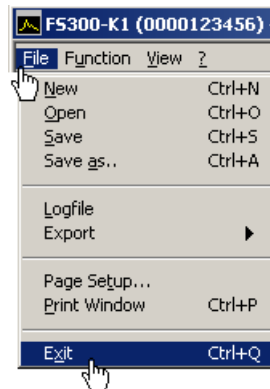 FS300-K1 (0000123456)
File Function View ?
New Ctrl+N
Open Ctrl+O
Save Ctrl+S
Save as.. Ctrl+A
Logfile
Export
Page Setup...
Print Window Ctrl+P
Exit Ctrl+Q